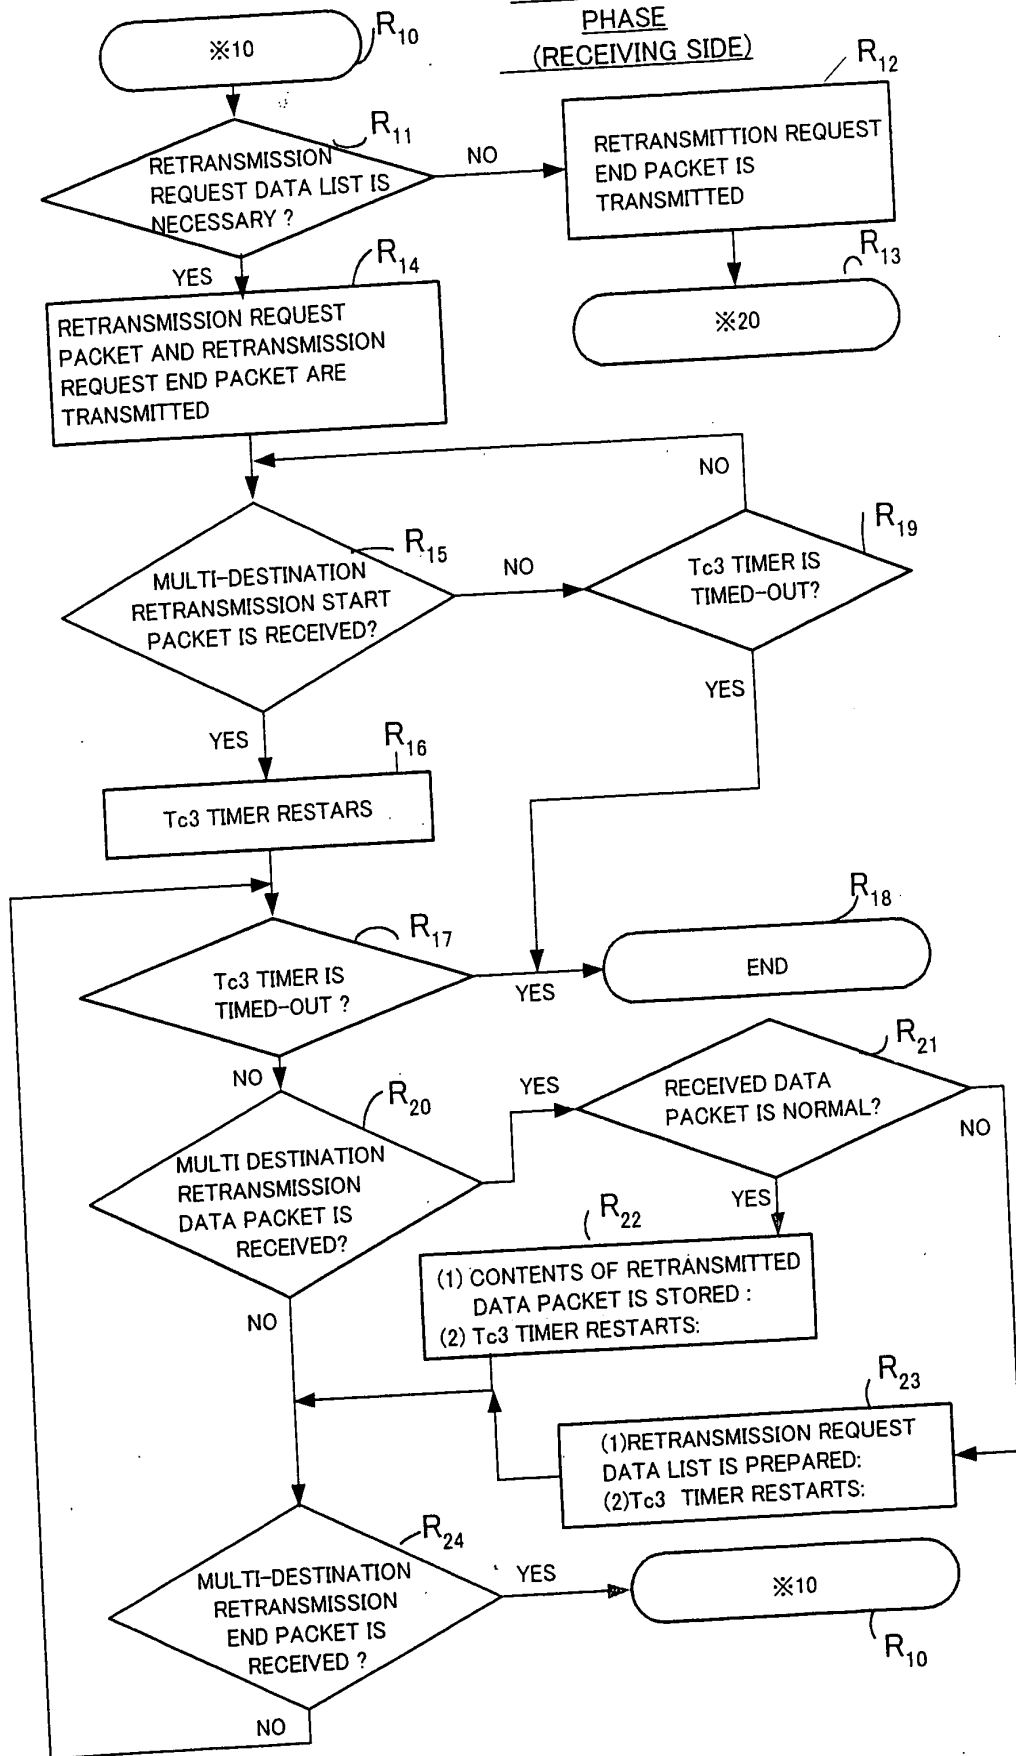 PHASE
(RECEIVING SIDE)
※10
R10
R11
RETRANSMISSION
REQUEST DATA LIST IS
NECESSARY ?
NO
R12
RETRANSMITTION REQUEST
END PACKET IS
TRANSMITTED
R13
※20
YES
R14
RETRANSMISSION REQUEST
PACKET AND RETRANSMISSION
REQUEST END PACKET ARE
TRANSMITTED
NO
R15
MULTI-DESTINATION
RETRANSMISSION START
PACKET IS RECEIVED?
NO
R19
Tc3 TIMER IS
TIMED-OUT?
YES
YES
R16
Tc3 TIMER RESTARS
R17
Tc3 TIMER IS
TIMED-OUT ?
YES
R18
END
NO
R20
MULTI DESTINATION
RETRANSMISSION
DATA PACKET IS
RECEIVED?
YES
R21
RECEIVED DATA
PACKET IS NORMAL?
NO
YES
R22
(1) CONTENTS OF RETRANSMITTED
DATA PACKET IS STORED :
(2) Tc3 TIMER RESTARTS:
NO
R23
(1)RETRANSMISSION REQUEST
DATA LIST IS PREPARED:
(2)Tc3 TIMER RESTARTS:
R24
MULTI-DESTINATION
RETRANSMISSION
END PACKET IS
RECEIVED ?
YES
※10
R10
NO